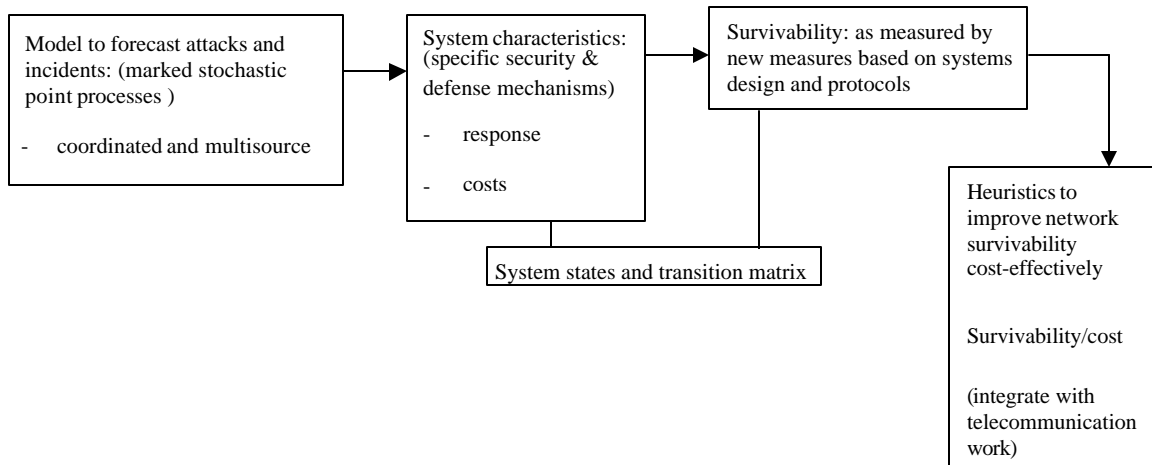 Model to forecast attacks and
incidents: (marked stochastic
point processes )
- coordinated and multisource
System characteristics:
(specific security &
defense mechanisms)
- response
- costs
Survivability: as measured by
new measures based on systems
design and protocols
System states and transition matrix
Heuristics to
improve network
survivability
cost-effectively
Survivability/cost
(integrate with
telecommunication
work)